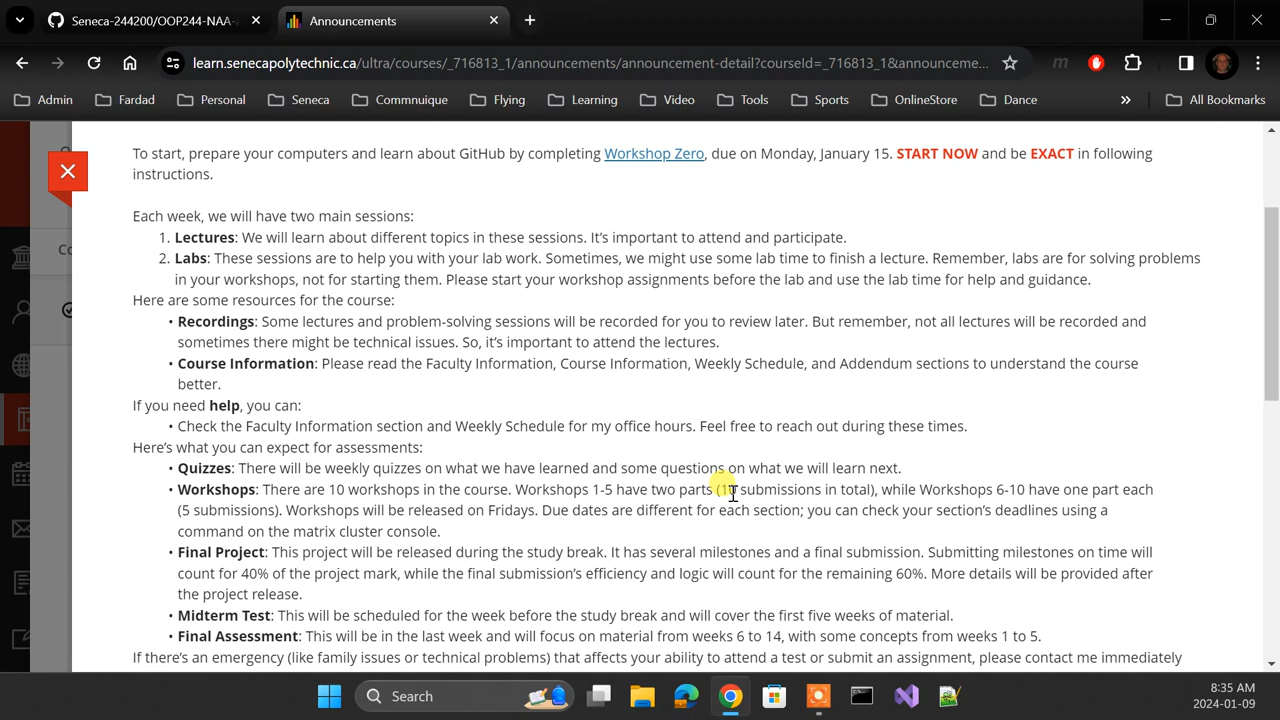 Seneca-244200/OOP244-NAA-
Announcements
learn.senecapolytechnic.ca/ultra/courses/_716813_1/announcements/announcement-detail?courseId=_716813_1&announceme...
Admin
Fardad
Personal
Seneca
Commnuique
Flying
Learning
Video
Tools
Sports
OnlineStore
Dance
»
All Bookmarks
To start, prepare your computers and learn about GitHub by completing Workshop Zero, due on Monday, January 15. START NOW and be EXACT in following
instructions.
Each week, we will have two main sessions:
1. Lectures: We will learn about different topics in these sessions. It's important to attend and participate.
2. Labs: These sessions are to help you with your lab work. Sometimes, we might use some lab time to finish a lecture. Remember, labs are for solving problems
in your workshops, not for starting them. Please start your workshop assignments before the lab and use the lab time for help and guidance.
Here are some resources for the course:
• Recordings: Some lectures and problem-solving sessions will be recorded for you to review later. But remember, not all lectures will be recorded and
sometimes there might be technical issues. So, it's important to attend the lectures.
• Course Information: Please read the Faculty Information, Course Information, Weekly Schedule, and Addendum sections to understand the course
better.
If you need help, you can:
• Check the Faculty Information section and Weekly Schedule for my office hours. Feel free to reach out during these times.
Here's what you can expect for assessments:
• Quizzes: There will be weekly quizzes on what we have learned and some questions on what we will learn next.
• Workshops: There are 10 workshops in the course. Workshops 1-5 have two parts (10 submissions in total), while Workshops 6-10 have one part each
(5 submissions). Workshops will be released on Fridays. Due dates are different for each section; you can check your section's deadlines using a
command on the matrix cluster console.
• Final Project: This project will be released during the study break. It has several milestones and a final submission. Submitting milestones on time will
count for 40% of the project mark, while the final submission's efficiency and logic will count for the remaining 60%. More details will be provided after
the project release.
• Midterm Test: This will be scheduled for the week before the study break and will cover the first five weeks of material.
• Final Assessment: This will be in the last week and will focus on material from weeks 6 to 14, with some concepts from weeks 1 to 5.
If there's an emergency (like family issues or technical problems) that affects your ability to attend a test or submit an assignment, please contact me immediately
Search
8:35 AM
2024-01-09